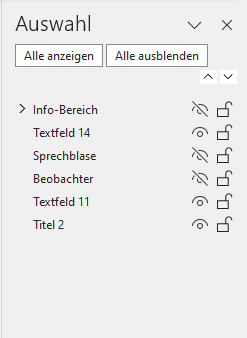 Auswahl
Alle anzeigen Alle ausblenden
Info-Bereich
Textfeld 14
Sprechblase
Beobachter
Textfeld 11
Titel 2